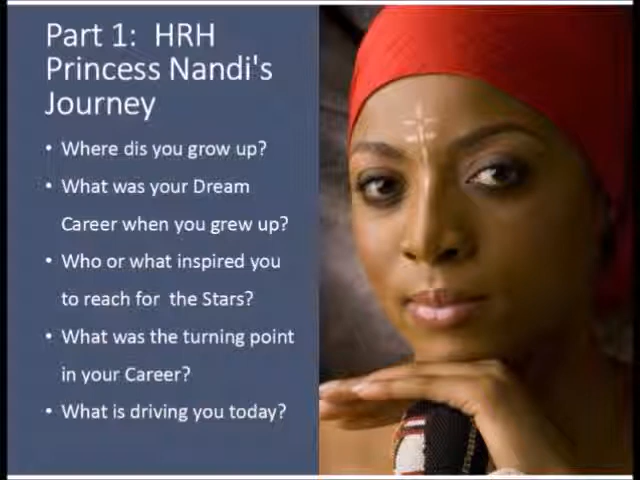 Part 1: HRH
Princess Nandi's
Journey
• Where dis you grow up?
• What was your Dream
Career when you grew up?
• Who or what inspired you
to reach for the Stars?
• What was the turning point
in your Career?
• What is driving you today?